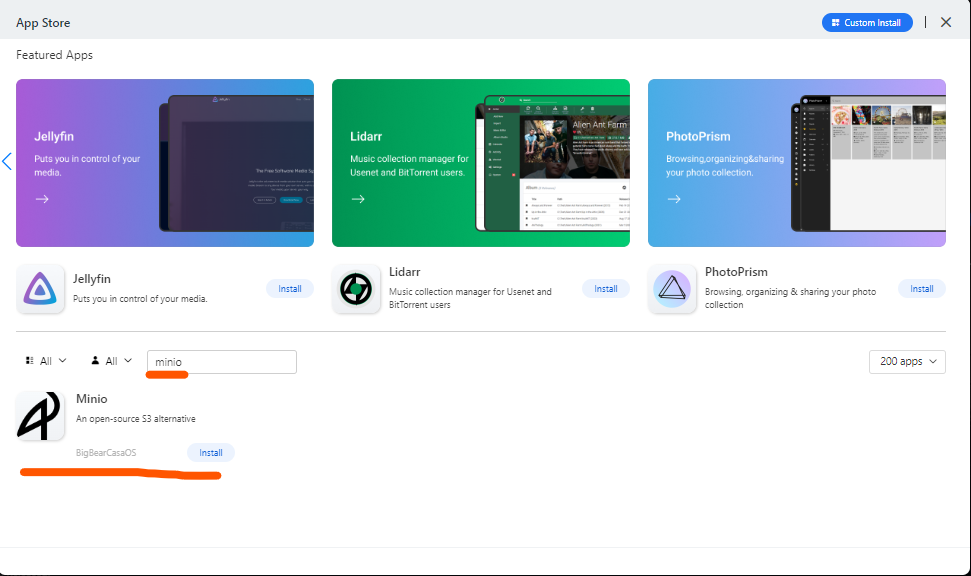 App Store
Custom Install
Featured Apps
Jellyfin
Puts you in control of your
media.
Lidarr
Music collection manager for
Usenet and BitTorrent users.
Alien Ant Farm
PhotoPrism
Browsing,organizing&sharing
your photo collection.
Jellyfin
Puts you in control of your media.
Install
Lidarr
Music collection manager for Usenet and
BitTorrent users
Install
PhotoPrism
Browsing, organizing & sharing your photo
collection
Install
All
All
minio
200 apps
Minio
An open-source S3 alternative
BigBearCasaOS
Install